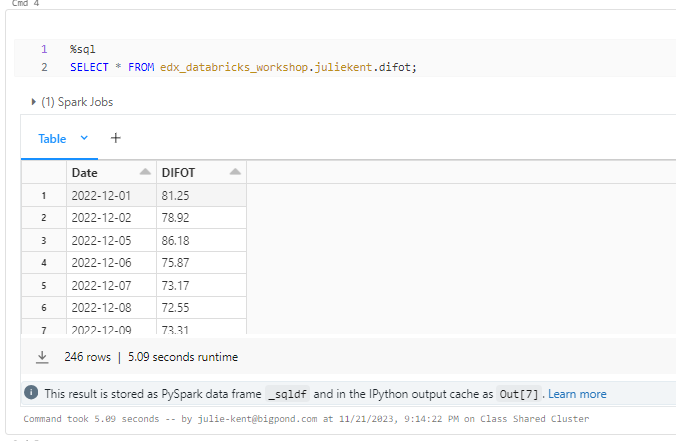 Cmd 4
1 %sql
2 SELECT * FROM edx_databricks_workshop.juliekent.difot;
(1) Spark Jobs
Table +
Date DIFOT
1 2022-12-01 81.25
2 2022-12-02 78.92
3 2022-12-05 86.18
4 2022-12-06 75.87
5 2022-12-07 73.17
6 2022-12-08 72.55
7 2022-12-09 73.31
246 rows | 5.09 seconds runtime
This result is stored as PySpark data frame _sqldf and in the IPython output cache as Out[7]. Learn more
Command took 5.09 seconds -- by julie-kent@bigpond.com at 11/21/2023, 9:14:22 PM on Class Shared Cluster